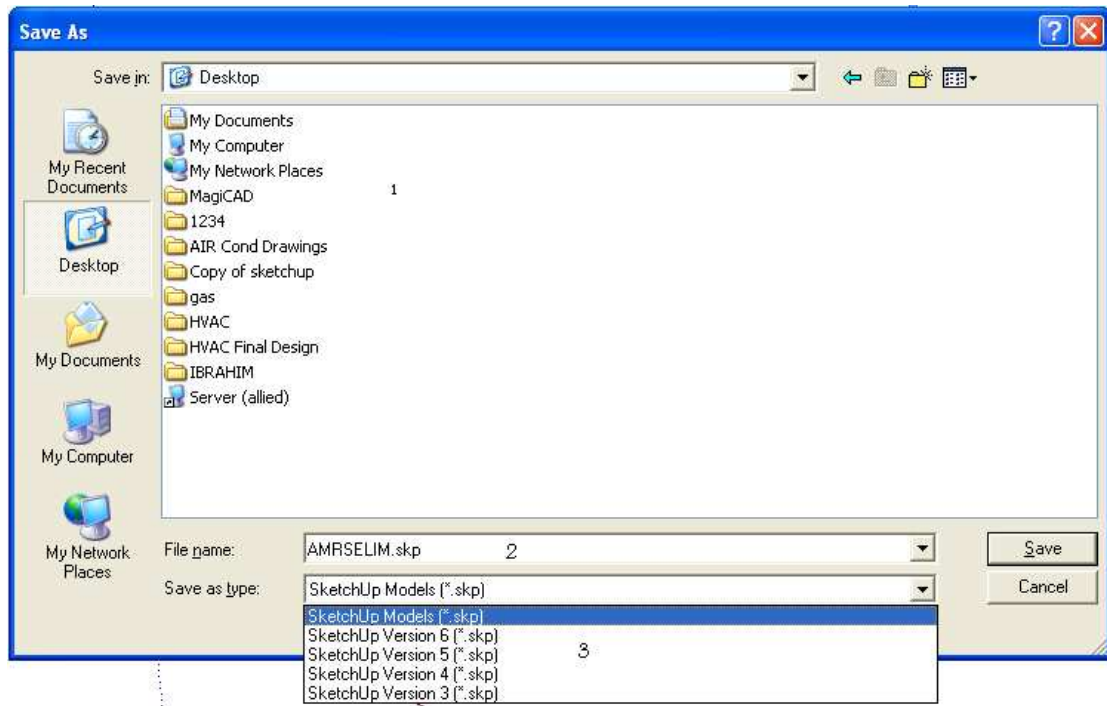 Save As
Save in:
Desktop
My Recent
Documents
Desktop
My Documents
My Computer
My Network
Places
My Documents
My Computer
My Network Places
MagiCAD
1
1234
AIR Cond Drawings
Copy of sketchup
gas
HVAC
HVAC Final Design
IBRAHIM
Server (allied)
File name:
AMRSELIM.skp
2
Save
Save as type:
SketchUp Models (*.skp)
Cancel
SketchUp Models (*.skp)
SketchUp Version 6 (*.skp)
SketchUp Version 5 (*.skp)
3
SketchUp Version 4 (*.skp)
SketchUp Version 3 (*.skp)